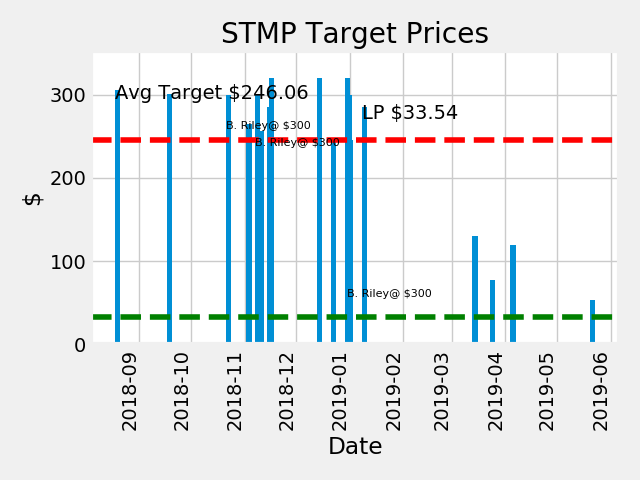 STMP Target Prices
Avg Target $246.06
LP $33.54
B. Riley@ $300
B. Riley@ $300
B. Riley@ $300
$
300
200
100
0
2018-09
2018-10
2018-11
2018-12
2019-01
2019-02
2019-03
2019-04
2019-05
2019-06
Date